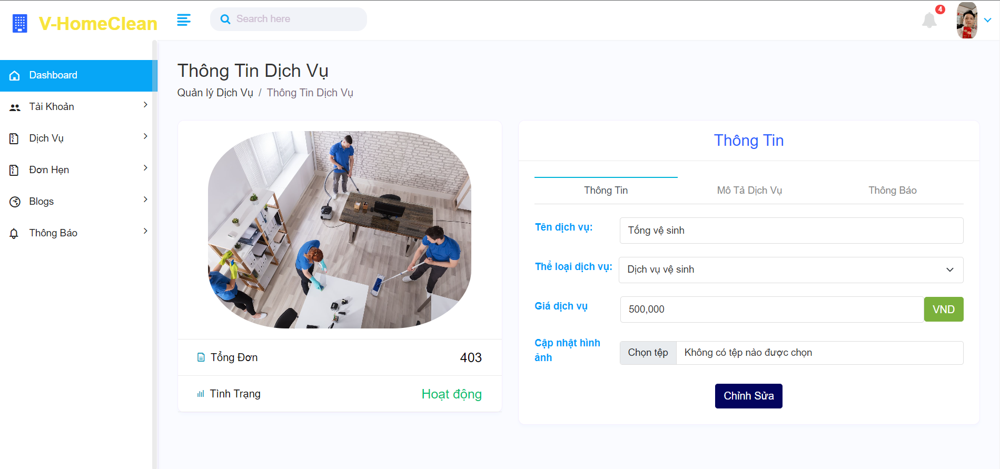 V-HomeClean
Search here
4
Dashboard
Tài Khoản
Dịch Vụ
Đơn Hẹn
Blogs
Thông Báo
Thông Tin Dịch Vụ
Quản lý Dịch Vụ / Thông Tin Dịch Vụ
Tổng Đơn 403
Tình Trạng Hoạt động
Thông Tin
Thông Tin Mô Tả Dịch Vụ Thông Báo
Tên dịch vụ: Tổng vệ sinh
Thể loại dịch vụ: Dịch vụ vệ sinh
Giá dịch vụ 500,000 VND
Cập nhật hình
ảnh
Chọn tệp Không có tệp nào được chọn
Chỉnh Sửa